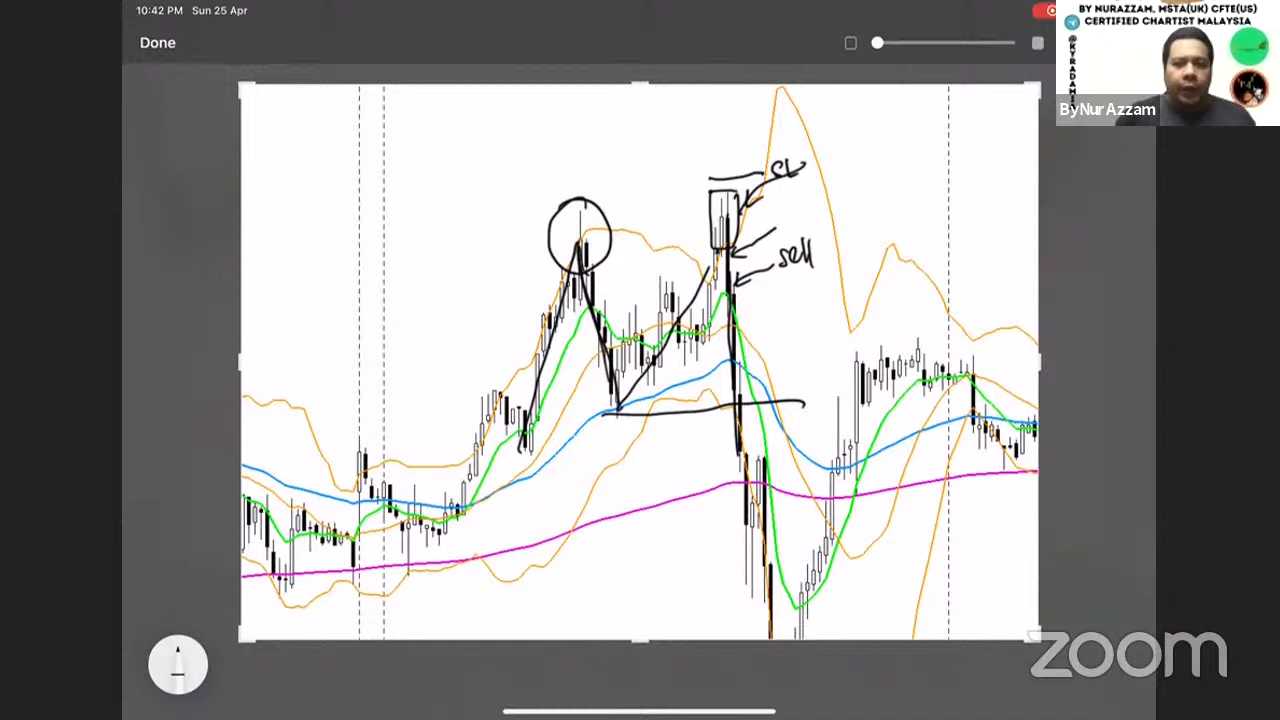 10:42 PM Sun 25 Apr
Done
BY NURAZZAM, MSTA(UK) CFTE(US)
CERTIFIED CHARTIST MALAYSIA
ByNur Azzam
sell
zoom